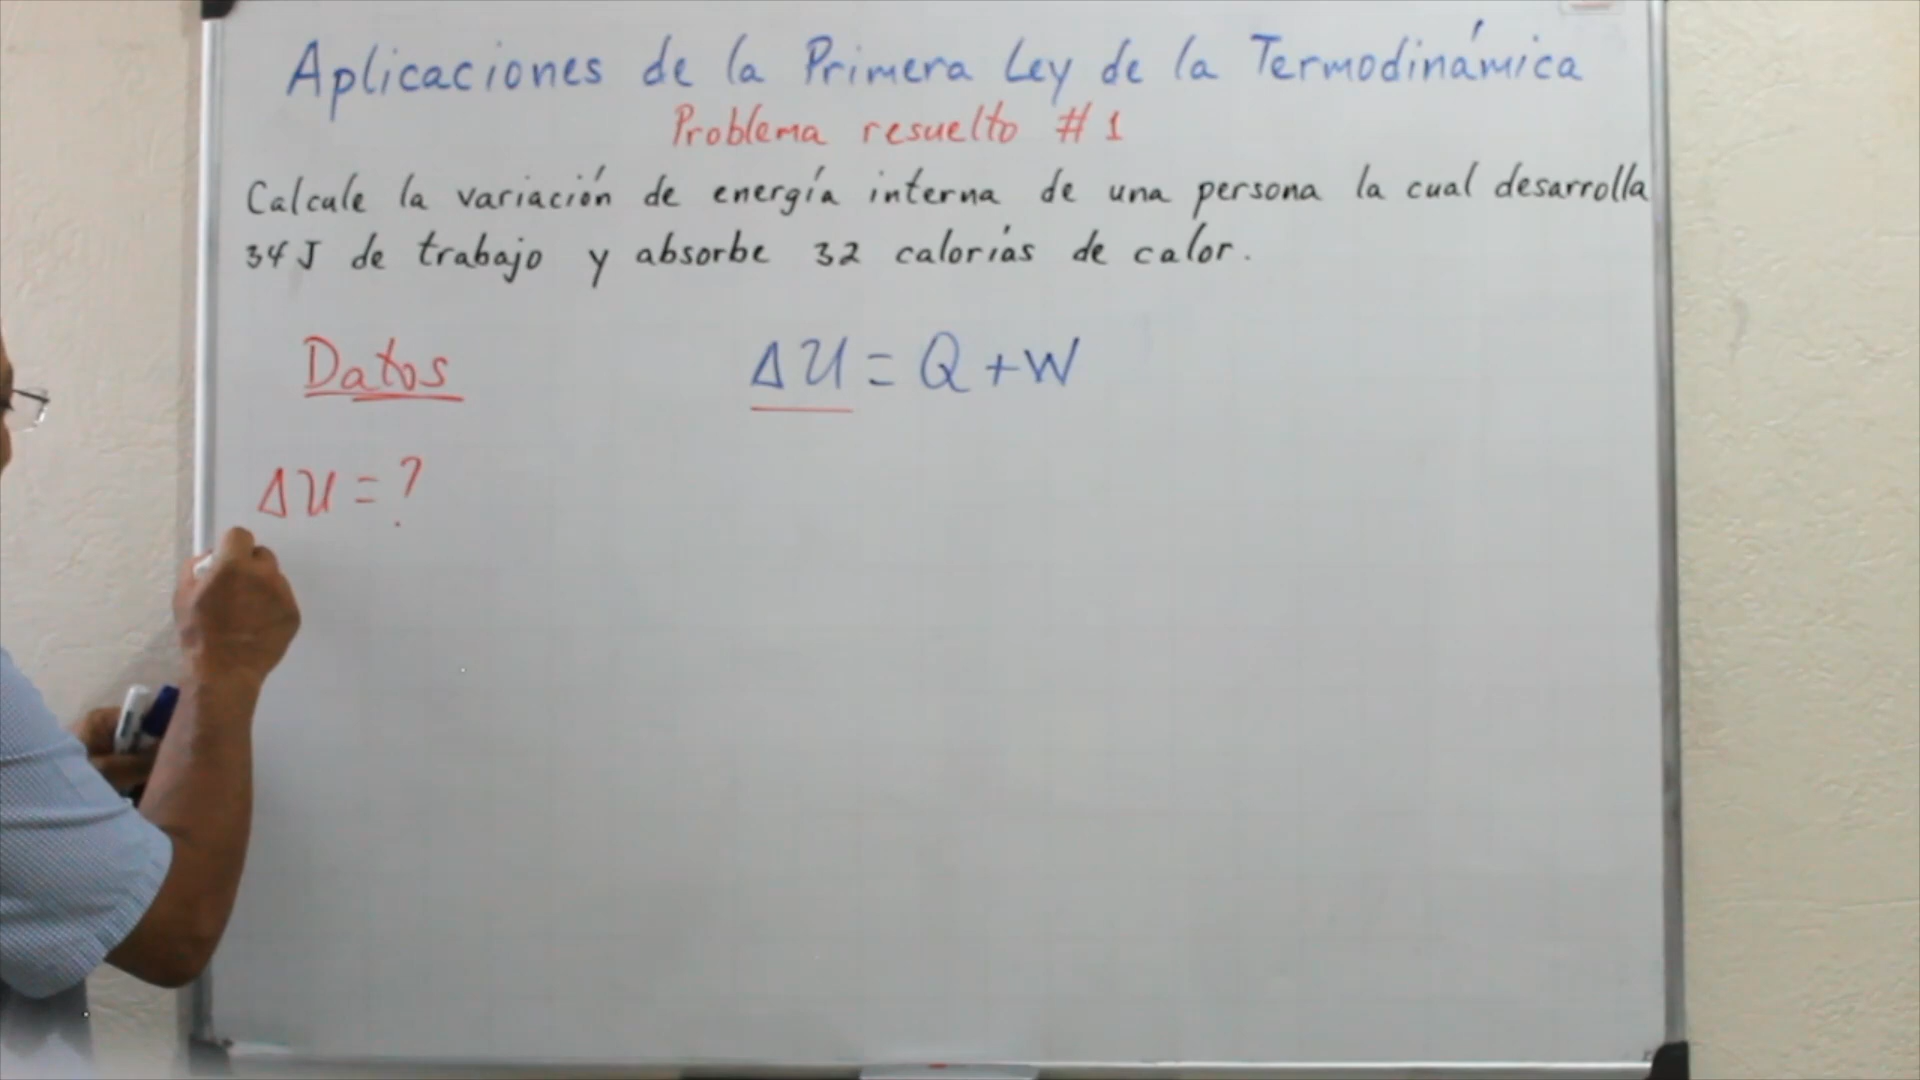 Aplicaciones de la Primera Ley de la Termodinámica
Problema resuelto #1
Calcule la variación de energía interna de una persona la cual desarrolla
34 J de trabajo y absorbe 32 calorías de calor.
Datos
ΔU = Q + W
ΔU = ?